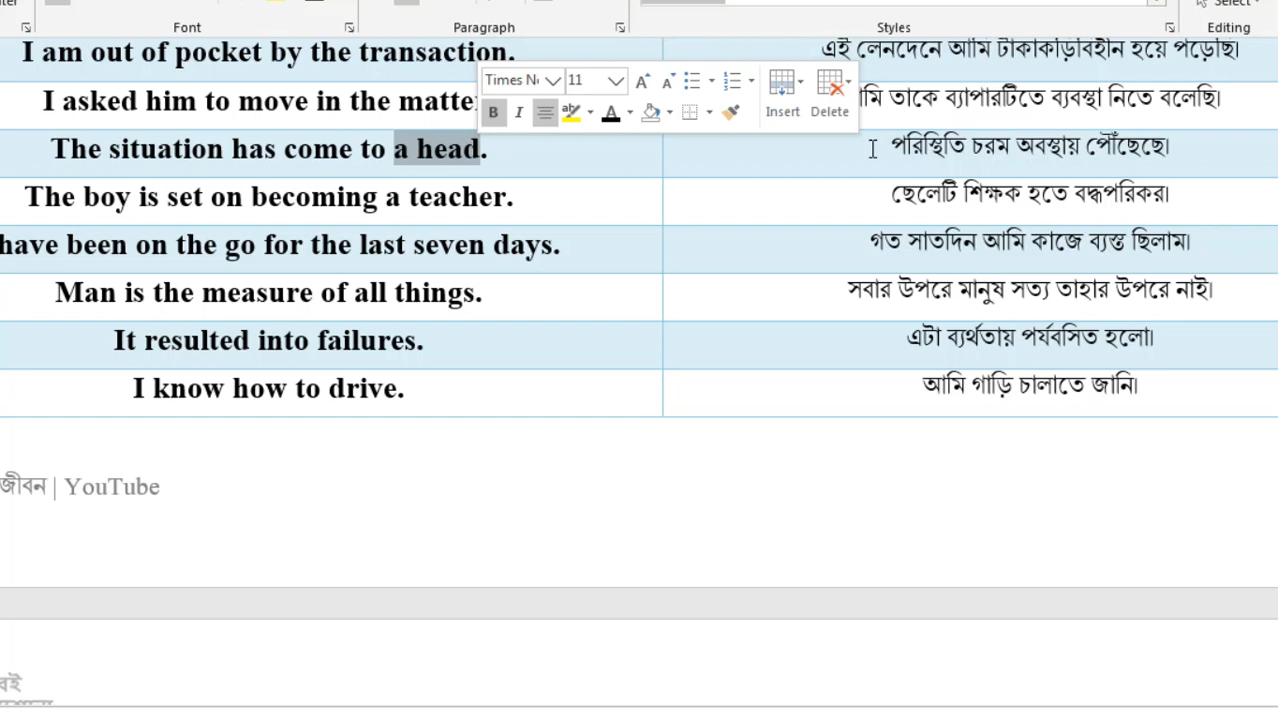 Select
Font Paragraph Styles Editing
I am out of pocket by the transaction. এই লেনদেনে আমি টাকাকড়িবিহীন হয়ে পড়েছি।
Times N 11
I asked him to move in the matte তাকে ব্যাপারটিতে ব্যবস্থা নিতে বলেছি।
Insert Delete
The situation has come to a head. পরিস্থিতি চরম অবস্থায় পৌঁছেছে।
The boy is set on becoming a teacher. ছেলেটি শিক্ষক হতে বদ্ধপরিকর।
have been on the go for the last seven days. গত সাতদিন আমি কাজে ব্যস্ত ছিলাম।
Man is the measure of all things. সবার উপরে মানুষ সত্য তাহার উপরে নাই।
It resulted into failures. এটা ব্যর্থতায় পর্যবসিত হলো।
I know how to drive. আমি গাড়ি চালাতে জানি।
জীবন | YouTube